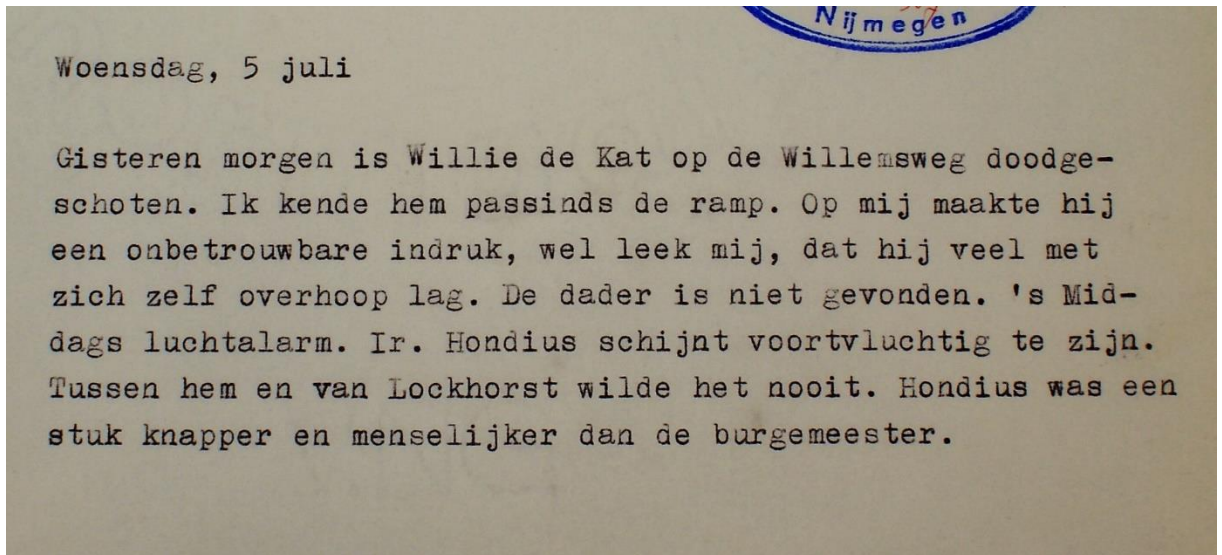 Nijmegen
Woensdag, 5 juli
Gisteren morgen is Willie de Kat op de Willemsweg doodge-
schoten. Ik kende hem passinds de ramp. Op mij maakte hij
een onbetrouwbare indruk, wel leek mij, dat hij veel met
zich zelf overhoop lag. De dader is niet gevonden. 's Mid-
dags luchtalarm. Ir. Hondius schijnt voortvluchtig te zijn.
Tussen hem en van Lockhorst wilde het nooit. Hondius was een
stuk knapper en menselijker dan de burgemeester.